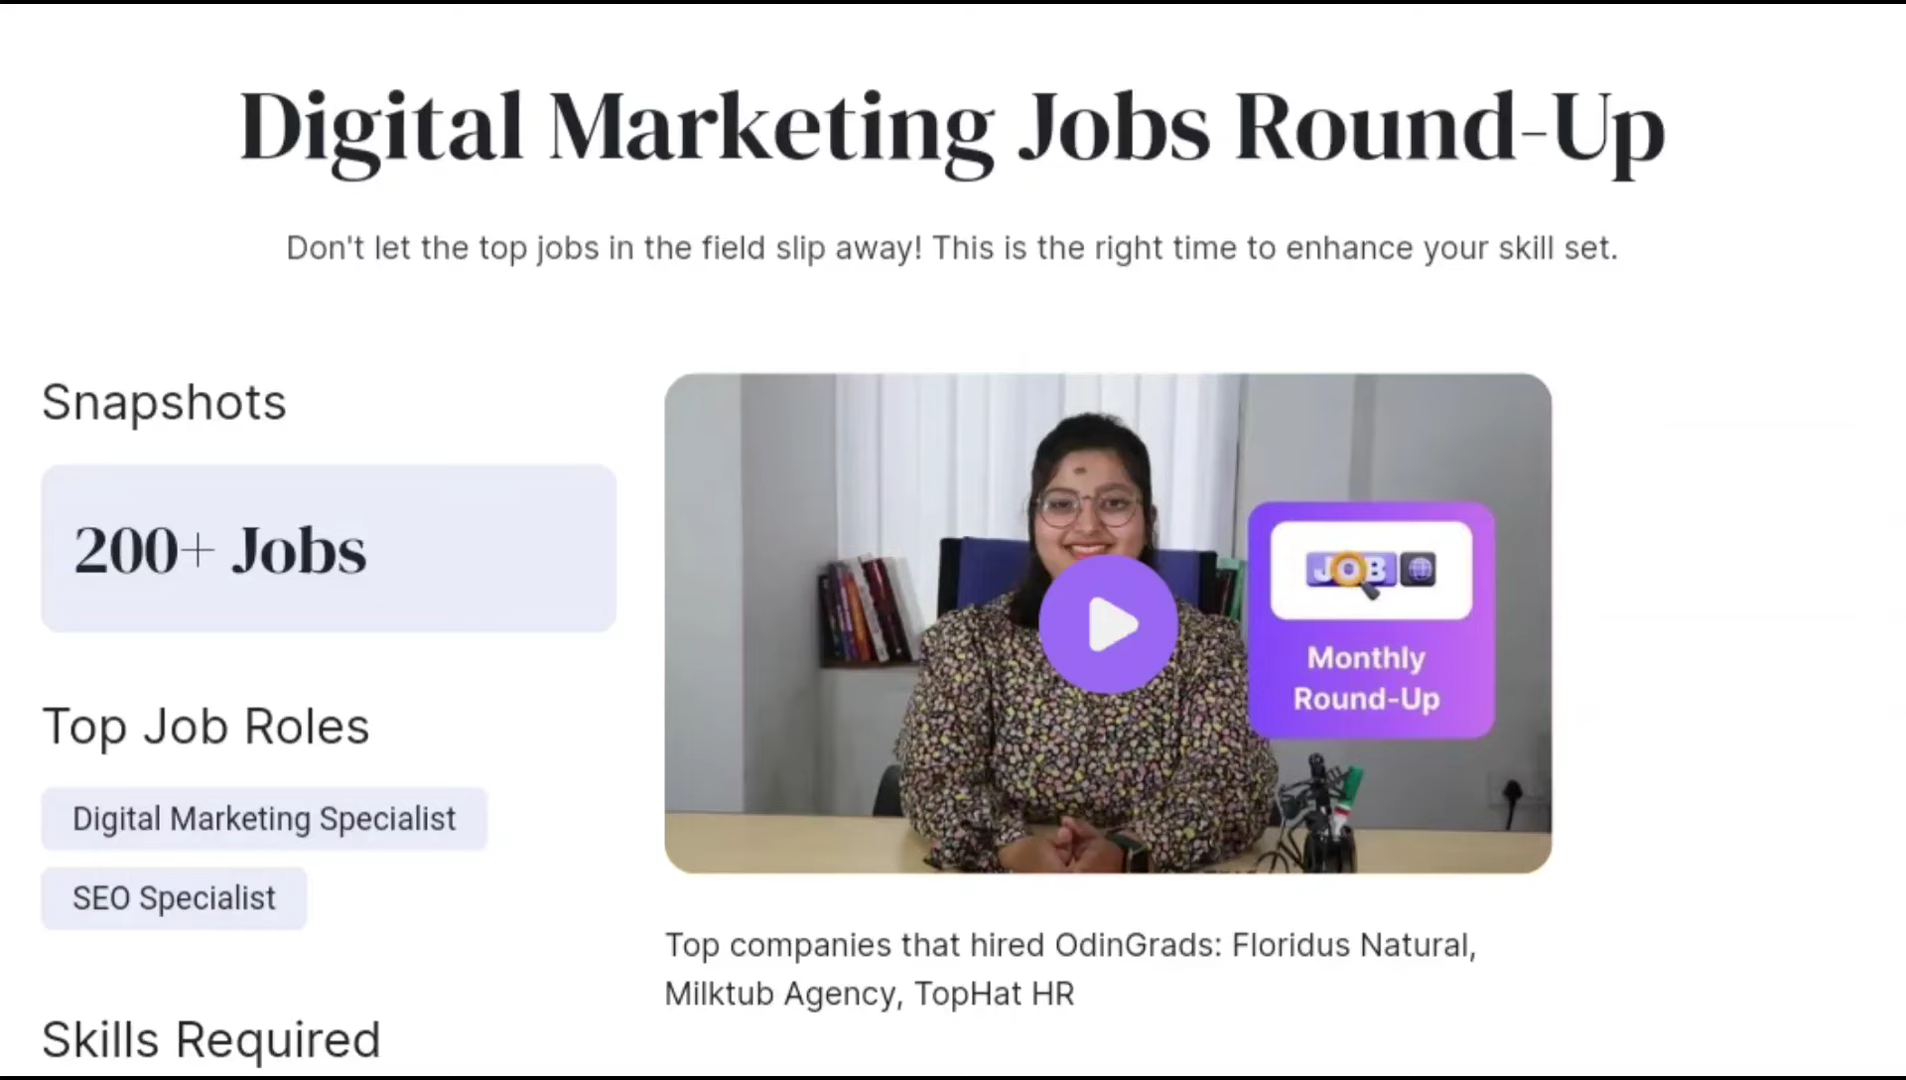 Digital Marketing Jobs Round-Up
Don't let the top jobs in the field slip away! This is the right time to enhance your skill set.
Snapshots
200+ Jobs
Top Job Roles
Digital Marketing Specialist
SEO Specialist
Skills Required
JOB
Monthly
Round-Up
Top companies that hired OdinGrads: Floridus Natural,
Milktub Agency, TopHat HR